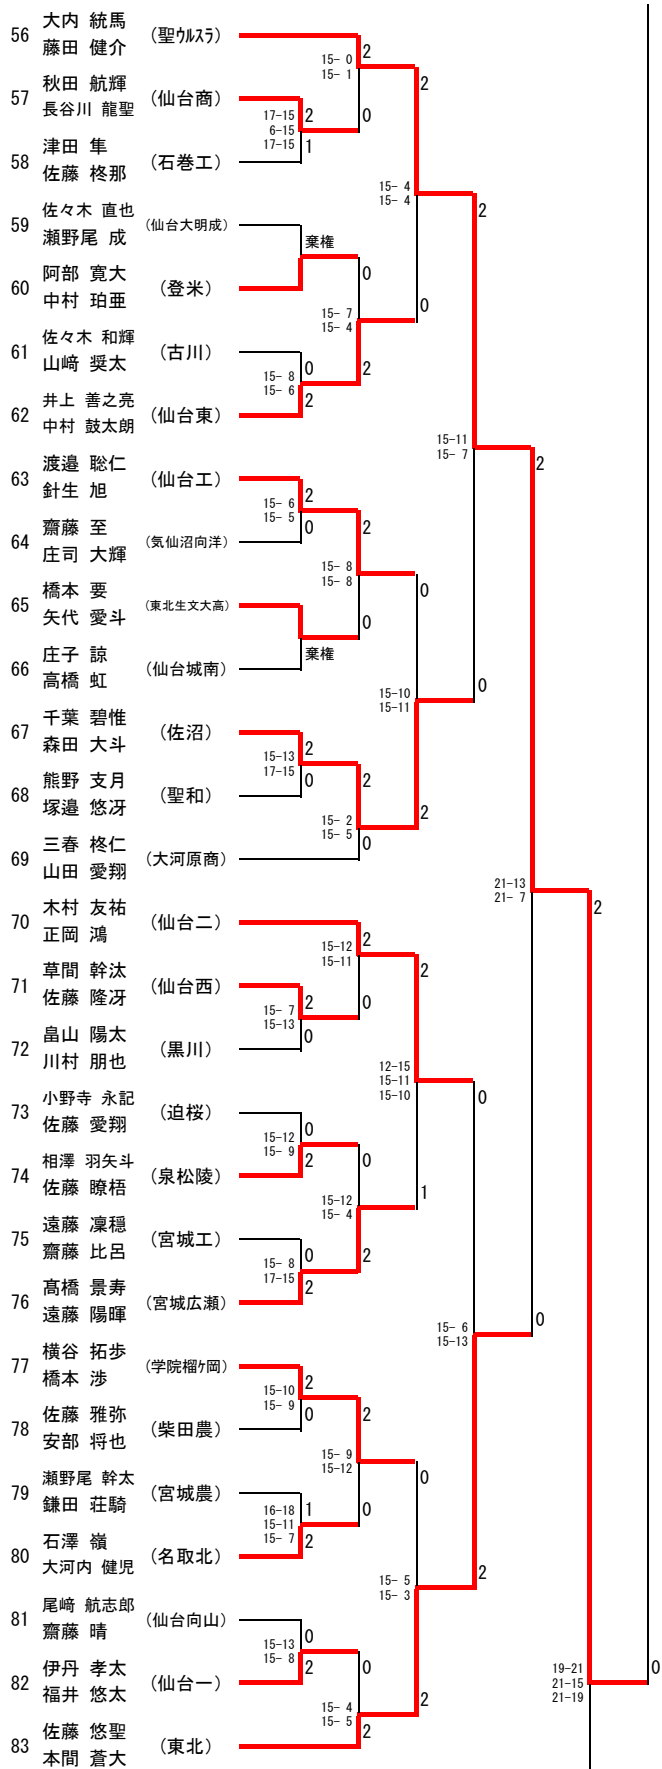 大内 統馬
56 (聖ウルスラ)
藤田 健介
2
15- 0
15- 1
2
秋田 航輝
57 (仙台商)
長谷川 龍聖
17-15
6-15
17-15
2
0
1
津田 隼
58 (石巻工)
佐藤 柊那
15- 4
15- 4
2
佐々木 直也
59 (仙台大明成)
瀬野尾 成
棄権
阿部 寛大
60 (登米)
中村 珀亜
0
15- 7
15- 4
0
佐々木 和輝
61 (古川)
山﨑 奨太
15- 8
15- 6
0
2
2
井上 善之亮
62 (仙台東)
中村 鼓太朗
15-11
15- 7
2
渡邉 聡仁
63 (仙台工)
針生 旭
15- 6
15- 5
2
0
2
齋藤 至
64 (気仙沼向洋)
庄司 大輝
15- 8
15- 8
0
橋本 要
65 (東北生文大高)
矢代 愛斗
0
棄権
庄子 諒
66 (仙台城南)
高橋 虹
15-10
15-11
0
千葉 碧惟
67 (佐沼)
森田 大斗
15-13
17-15
2
0
2
2
熊野 支月
68 (聖和)
塚邉 悠冴
15- 2
15- 5
0
三春 柊仁
69 (大河原商)
山田 愛翔
21-13
21- 7
2
木村 友祐
70 (仙台二)
正岡 鴻
2
15-12
15-11
2
草間 幹汰
71 (仙台西)
佐藤 隆冴
15- 7
15-13
2
0
0
畠山 陽太
72 (黒川)
川村 朋也
12-15
15-11
15-10
0
小野寺 永記
73 (迫桜)
佐藤 愛翔
15-12
15- 9
0
2
0
相澤 羽矢斗
74 (泉松陵)
佐藤 瞭梧
15-12
15- 4
1
遠藤 凜穏
75 (宮城工)
齋藤 比呂
15- 8
17-15
0
2
2
髙橋 景寿
76 (宮城広瀬)
遠藤 陽暉
15- 6
15-13
0
横谷 拓歩
77 (学院榴ケ岡)
橋本 渉
15-10
15- 9
2
0
2
佐藤 雅弥
78 (柴田農)
安部 将也
15- 9
15-12
0
瀬野尾 幹太
79 (宮城農)
鎌田 荘騎
16-18
15-11
15- 7
1
2
0
石澤 嶺
80 (名取北)
大河内 健児
15- 5
15- 3
2
尾﨑 航志郎
81 (仙台向山)
齋藤 晴
15-13
15- 8
0
2
0
伊丹 孝太
82 (仙台一)
福井 悠太
19-21
21-15
21-19
0
15- 4
15- 5
2
2
佐藤 悠聖
83 (東北)
本間 蒼大